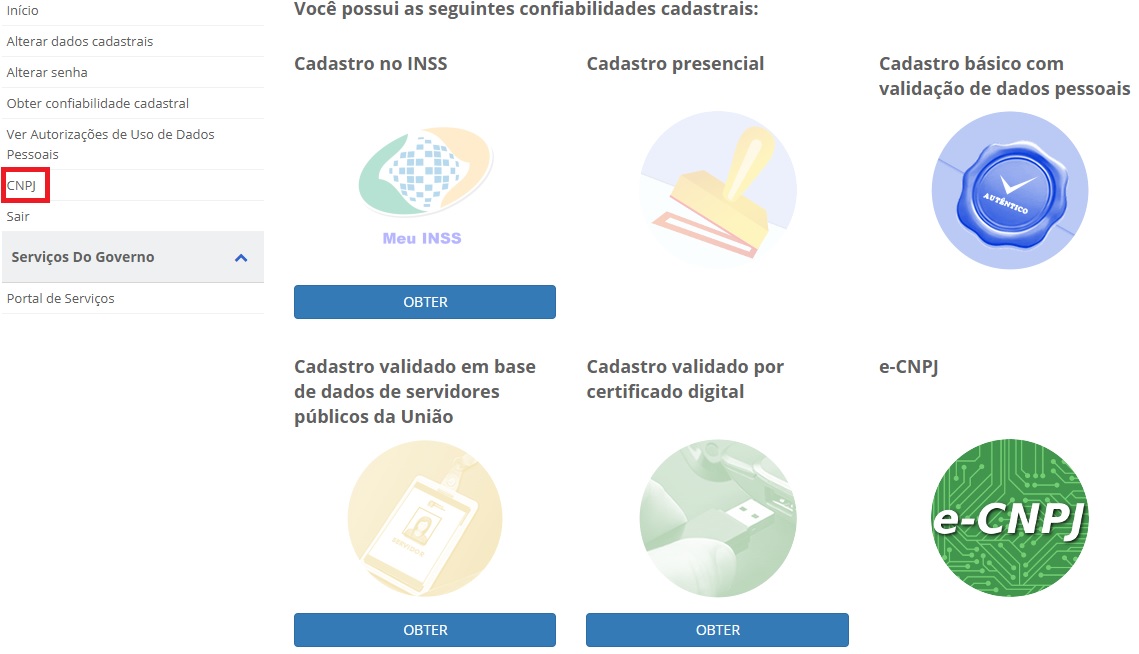 Início
Alterar dados cadastrais
Alterar senha
Obter confiabilidade cadastral
Ver Autorizações de Uso de Dados
Pessoais
CNPJ
Sair
Serviços Do Governo
Portal de Serviços
Você possui as seguintes confiabilidades cadastrais:
Cadastro no INSS
Meu INSS
OBTER
Cadastro presencial
Cadastro básico com
validação de dados pessoais
AUTÊNTICO
Cadastro validado em base
de dados de servidores
públicos da União
SERVIDOR
OBTER
Cadastro validado por
certificado digital
OBTER
e-CNPJ
e-CNPJ